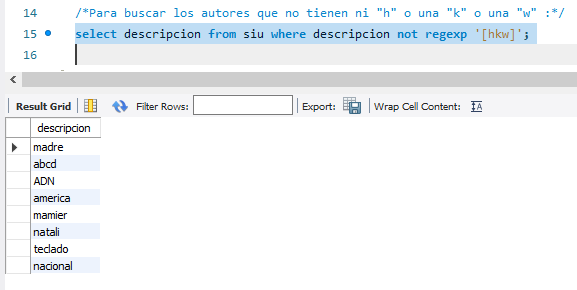 14 /*Para buscar los autores que no tienen ni "h" o una "k" o una "w" :*/
15 select descripcion from siu where descripcion not regexp '[hkw]';
16
Result Grid Filter Rows: Export: Wrap Cell Content:
descripcion
madre
abcd
ADN
america
mamier
natali
teclado
nacional